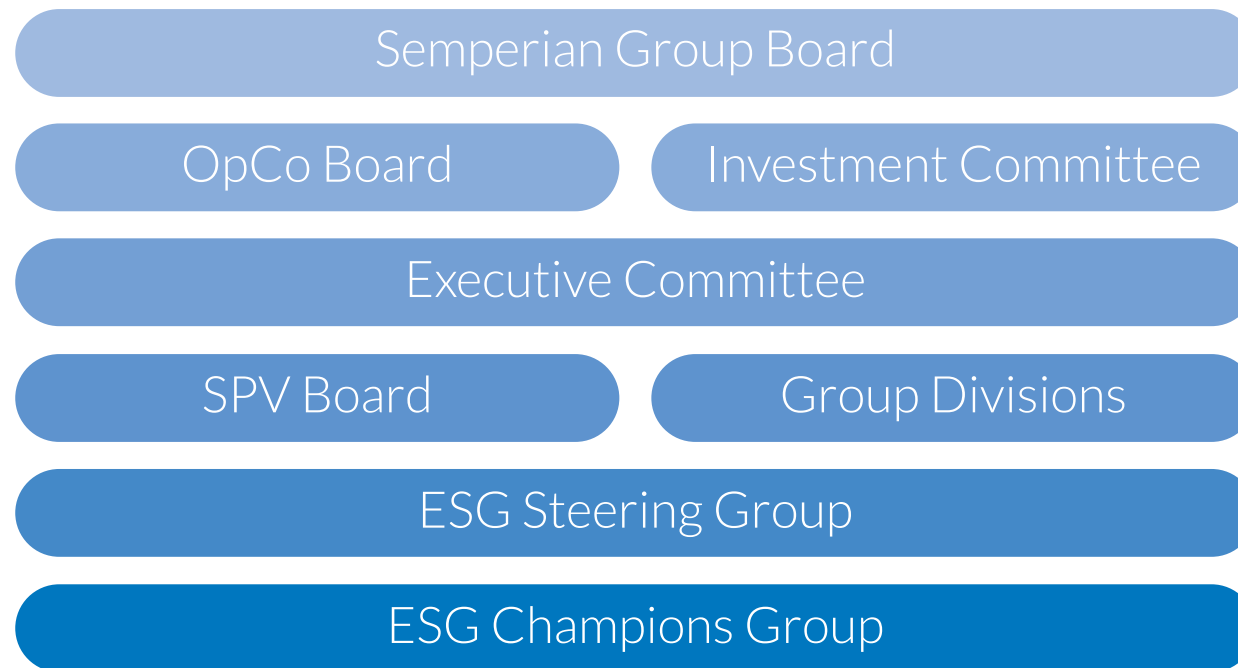 Semperian Group Board
OpCo Board
Investment Committee
Executive Committee
SPV Board
Group Divisions
ESG Steering Group
ESG Champions Group